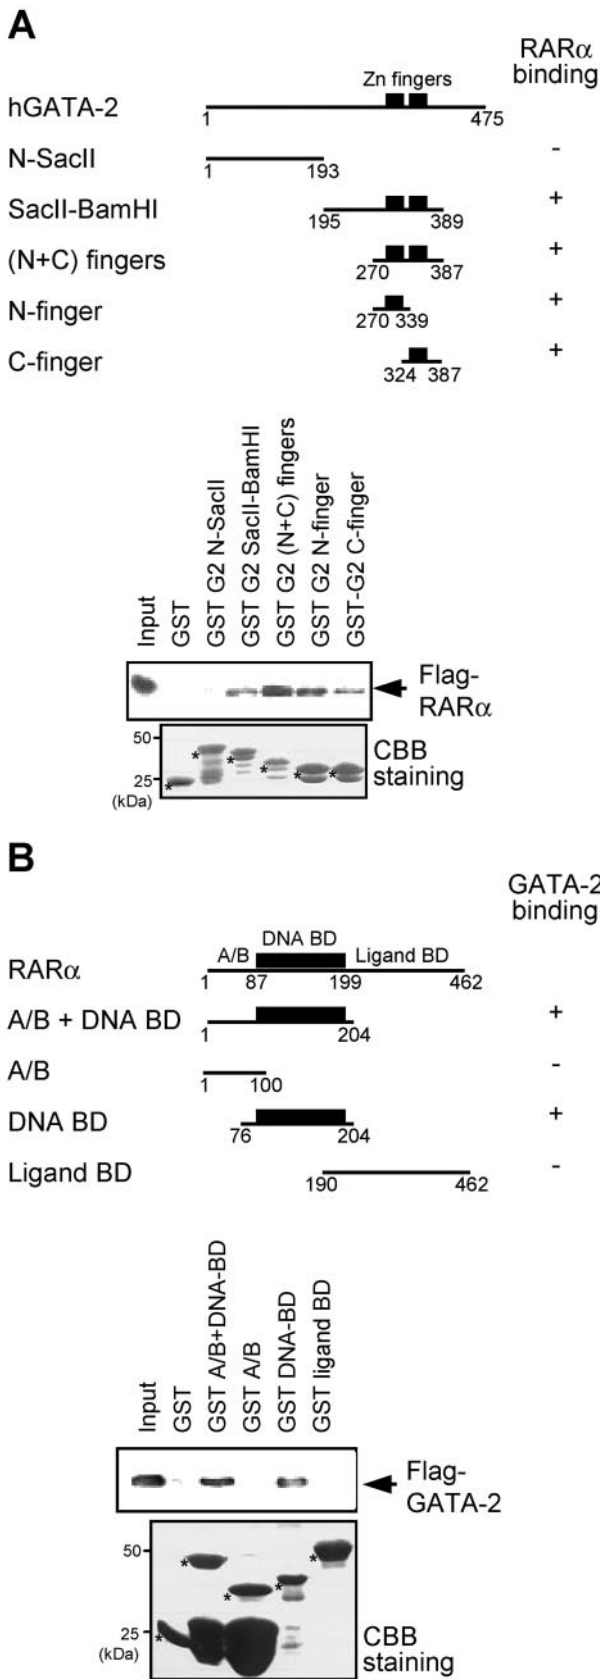 A
RARα
binding
Zn fingers
hGATA-2
1 475
N-SacII -
1 193
SacII-BamHI +
195 389
(N+C) fingers +
270 387
N-finger +
270 339
C-finger +
324 387
Input
GST
GST G2 N-SacII
GST G2 SacII-BamHI
GST G2 (N+C) fingers
GST G2 N-finger
GST-G2 C-finger
Flag-
RARα
50
25
(kDa)
* * * * * *
CBB
staining
B
GATA-2
binding
DNA BD
A/B Ligand BD
RARα
1 87 199 462
A/B + DNA BD +
1 204
A/B -
1 100
DNA BD +
76 204
Ligand BD -
190 462
Input
GST
GST A/B+DNA-BD
GST A/B
GST DNA-BD
GST ligand BD
Flag-
GATA-2
50
25
(kDa)
* * * * *
CBB
staining